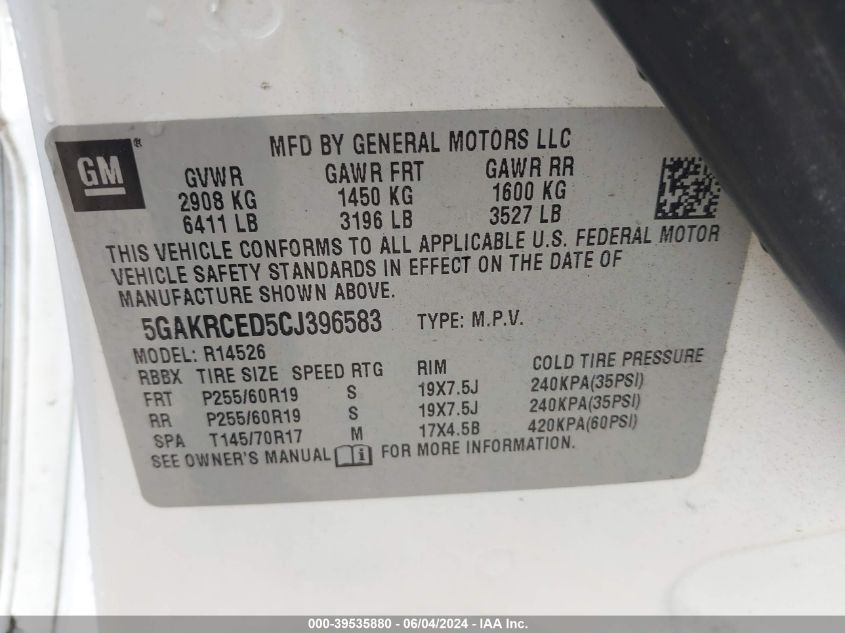 GM ®
MFD BY GENERAL MOTORS LLC
GVWR GAWR FRT GAWR RR
2908 KG 1450 KG 1600 KG
6411 LB 3196 LB 3527 LB
THIS VEHICLE CONFORMS TO ALL APPLICABLE U.S. FEDERAL MOTOR
VEHICLE SAFETY STANDARDS IN EFFECT ON THE DATE OF
MANUFACTURE SHOWN ABOVE.
5GAKRCED5CJ396583 TYPE: M.P.V.
MODEL: R14526
RBBX TIRE SIZE SPEED RTG RIM COLD TIRE PRESSURE
FRT P255/60R19 S 19X7.5J 240KPA(35PSI)
RR P255/60R19 S 19X7.5J 240KPA(35PSI)
SPA T145/70R17 M 17X4.5B 420KPA(60PSI)
SEE OWNER'S MANUAL i FOR MORE INFORMATION.
000-39535880 - 06/04/2024 - IAA Inc.